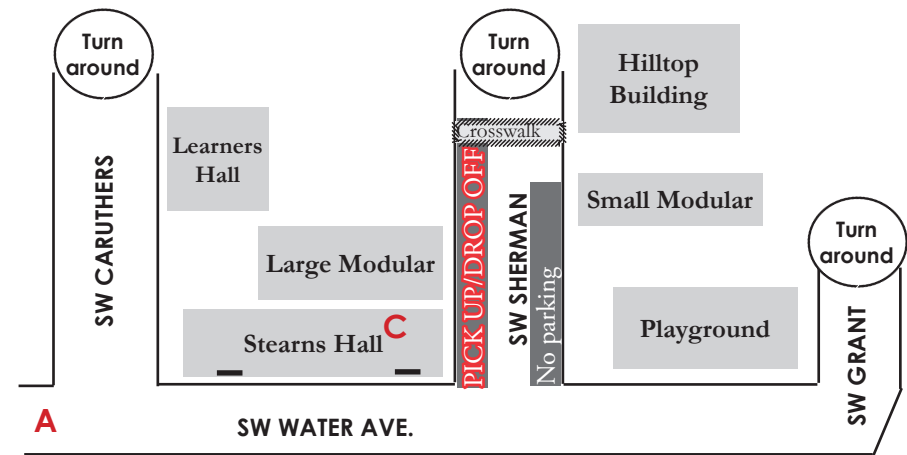 Turn
around
Turn
around
Hilltop
Building
Crosswalk
Learners
Hall
SW CARUTHERS
PICK UP/DROP OFF
SW SHERMAN
No parking
Small Modular
Turn
around
Large Modular
Stearns Hall
C
Playground
SW GRANT
A
SW WATER AVE.